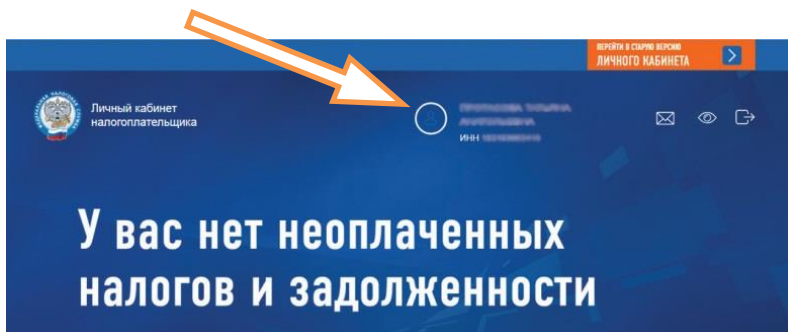 ПЕРЕЙТИ В СТАРУЮ ВЕРСИЮ
ЛИЧНОГО КАБИНЕТА
Личный кабинет
налогоплательщика
ИНН
У вас нет неоплаченных
налогов и задолженности